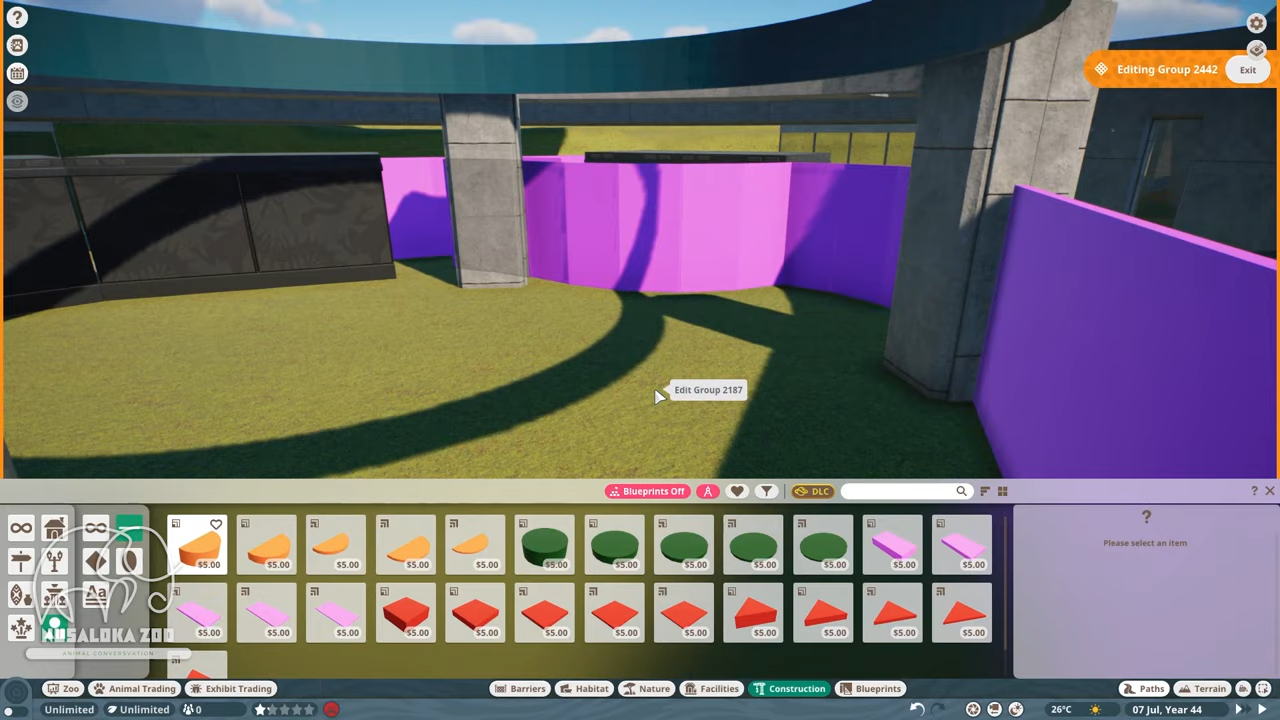 ?
Editing Group 2442
Exit
Edit Group 2187
Blueprints Off
DLC
? ×
?
Please select an item
$5.00 $5.00 $5.00 $5.00 $5.00 $5.00 $5.00 $5.00 $5.00 $5.00 $5.00 $5.00
Aa
$5.00 $5.00 $5.00 $5.00 $5.00 $5.00 $5.00 $5.00 $5.00 $5.00 $5.00 $5.00
NUSALOKA ZOO
ANIMAL CONVERSVATION
Zoo Animal Trading Exhibit Trading Barriers Habitat Nature Facilities Construction Blueprints Paths Terrain
Unlimited Unlimited 0 26°C 07 Jul, Year 44